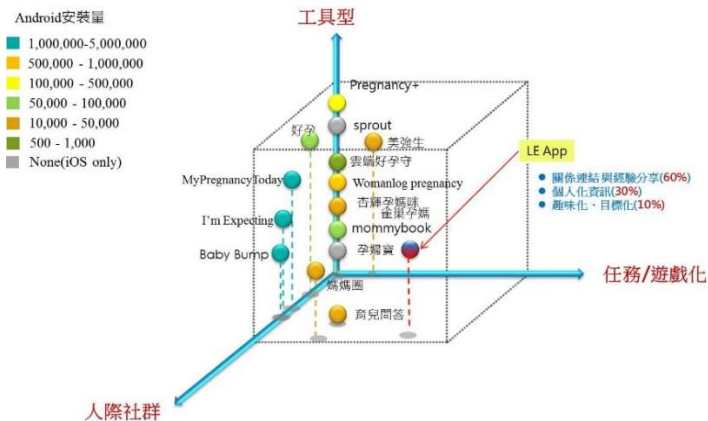 Android安裝量
1,000,000-5,000,000
500,000 - 1,000,000
100,000 - 500,000
50,000 - 100,000
10,000 - 50,000
500 - 1,000
None(iOS only)
工具型
Pregnancy+
sprout
好孕
美強生
雲端好孕守
MyPregnancyToday
Womanlog pregnancy
杏輝孕媽咪
雀巢孕媽
I'm Expecting
mommybook
Baby Bump
孕婦寶
媽媽圈
育兒問答
LE App
關係連結與經驗分享(60%)
個人化資訊(30%)
趣味化、目標化(10%)
任務/遊戲化
人際社群